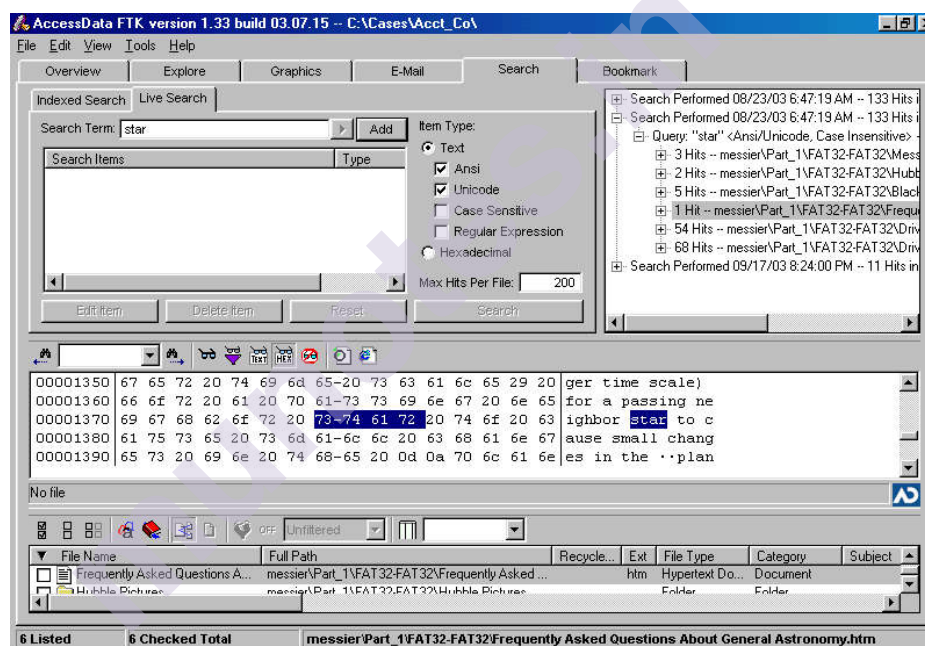 AccessData FTK version 1.33 build 03.07.15 -- C:\Cases\Acct_Co\
File Edit View Tools Help
Overview Explore Graphics E-Mail Search Bookmark
Indexed Search Live Search
Search Term: star Add
Search Items Type
Item Type:
Text
Ansi
Unicode
Case Sensitive
Regular Expression
Hexadecimal
Max Hits Per File: 200
Edit Item Delete Item Reset Search
Search Performed 08/23/03 6:47:19 AM -- 133 Hits i
Search Performed 08/23/03 6:47:19 AM -- 133 Hits i
Query: "star" <Ansi/Unicode, Case Insensitive> -
3 Hits -- messier\Part_1\FAT32-FAT32\Mess
2 Hits -- messier\Part_1\FAT32-FAT32\Hubb
5 Hits -- messier\Part_1\FAT32-FAT32\Black
1 Hit -- messier\Part_1\FAT32-FAT32\Freque
54 Hits -- messier\Part_1\FAT32-FAT32\Driv
68 Hits -- messier\Part_1\FAT32-FAT32\Driv
Search Performed 09/17/03 8:24:00 PM -- 11 Hits in
TEXT HEX
00001350 67 65 72 20 74 69 6d 65-20 73 63 61 6c 65 29 20 ger time scale)
00001360 66 6f 72 20 61 20 70 61-73 73 69 6e 67 20 6e 65 for a passing ne
00001370 69 67 68 62 6f 72 20 73-74 61 72 20 74 6f 20 63 ighbor star to c
00001380 61 75 73 65 20 73 6d 61-6c 6c 20 63 68 61 6e 67 ause small chang
00001390 65 73 20 69 6e 20 74 68-65 20 0d 0a 70 6c 61 6e es in the ··plan
No file
OFF Unfiltered
File Name Full Path Recycle... Ext File Type Category Subject
Frequently Asked Questions A... messier\Part_1\FAT32-FAT32\Frequently Asked ... htm Hypertext Do... Document
Hubble Pictures messier\Part_1\FAT32-FAT32\Hubble Pictures Folder Folder
6 Listed 6 Checked Total messier\Part_1\FAT32-FAT32\Frequently Asked Questions About General Astronomy.htm